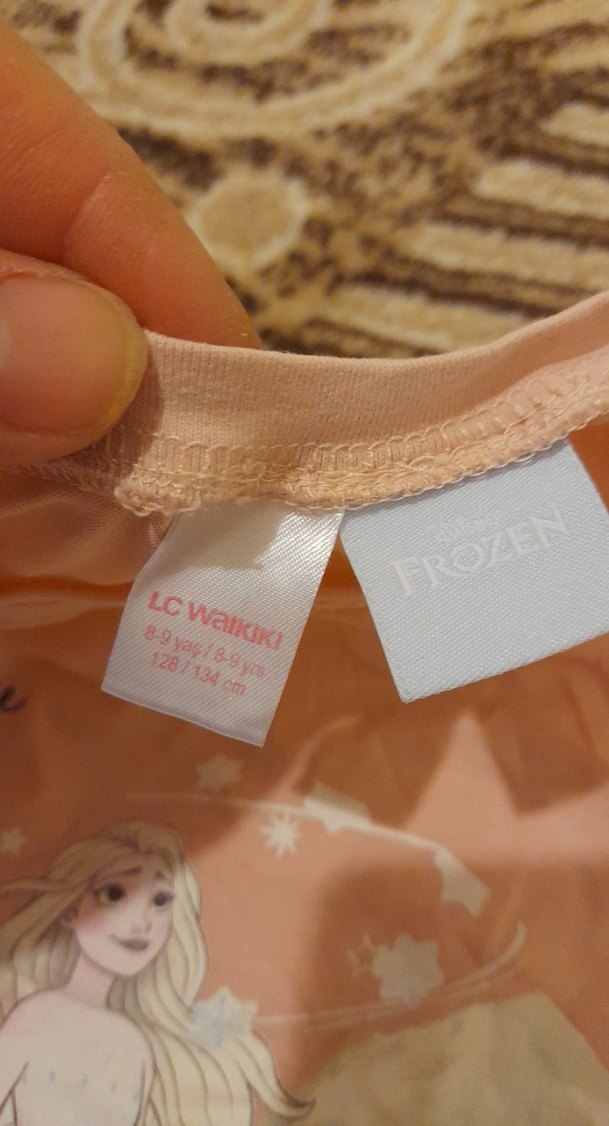 LC WAIKIKI
8-9 yaş / 8-9 yrs
128 / 134 cm
FROZEN